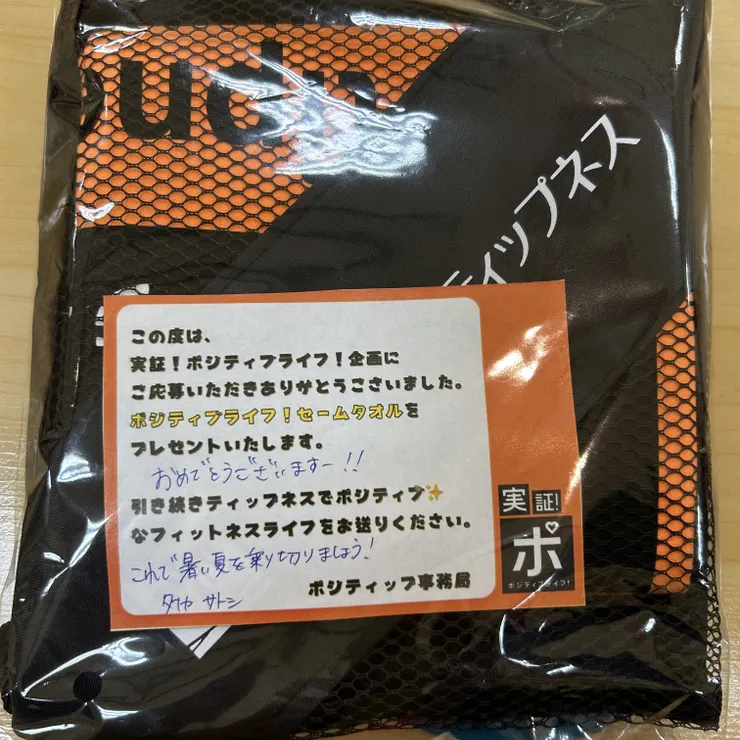 ティップネス
この度は、
実証！ポジティブライフ！企画に
ご応募いただきありがとうございました。
ポジティブライフ！セームタオルを
プレゼントいたします。
おめでとうございますー!!
引き続きティップネスでポジティブ✨
なフィットネスライフをお送りください。
これで暑い夏を乗り切りましょう!
ポジティップ事務局
サトシ
実証!
ポ
ポジティブライフ!